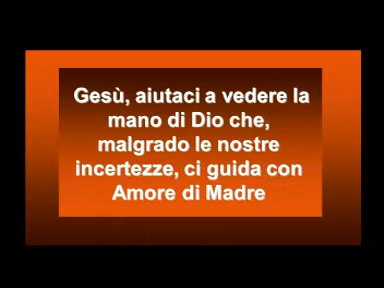 Gesù, aiutaci a vedere la
mano di Dio che,
malgrado le nostre
incertezze, ci guida con
Amore di Madre